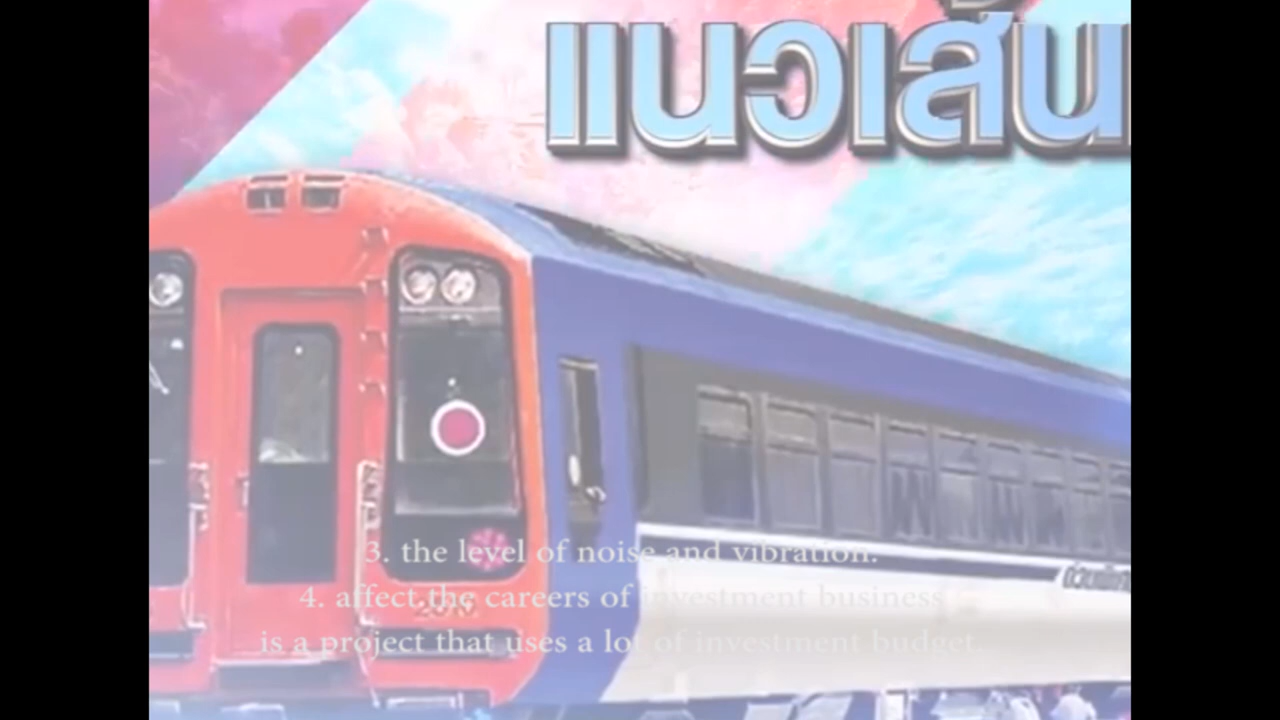 แนวเส้น
3. the level of noise and vibration.
4. affect the careers of investment business
is a project that uses a lot of investment budget.